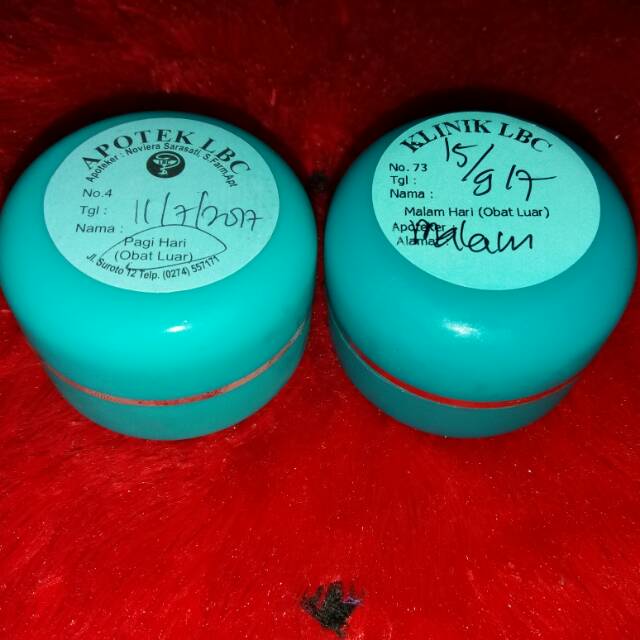 APOTEK LBC
Apoteker : Noviera Sarasati, S.Farm,Apt
No.4
Tgl : 11/7/2017
Nama :
Pagi Hari
(Obat Luar)
Jl. Suroto 12 Telp. (0274) 557171
KLINIK LBC
No. 73
Tgl : 15/9 17
Nama :
Malam Hari (Obat Luar)
Apoteker
Alamat
malam